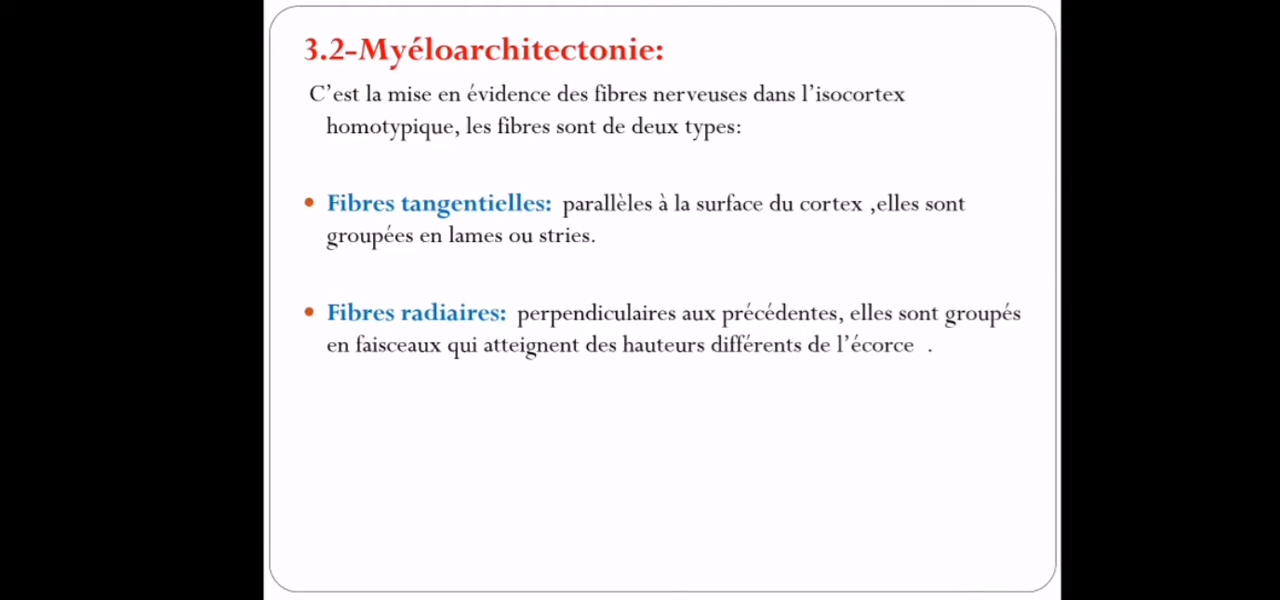 3.2-Myéloarchitectonie:
C’est la mise en évidence des fibres nerveuses dans l’isocortex
homotypique, les fibres sont de deux types:
• Fibres tangentielles: parallèles à la surface du cortex ,elles sont
groupées en lames ou stries.
• Fibres radiaires: perpendiculaires aux précédentes, elles sont groupés
en faisceaux qui atteignent des hauteurs différents de l’écorce .